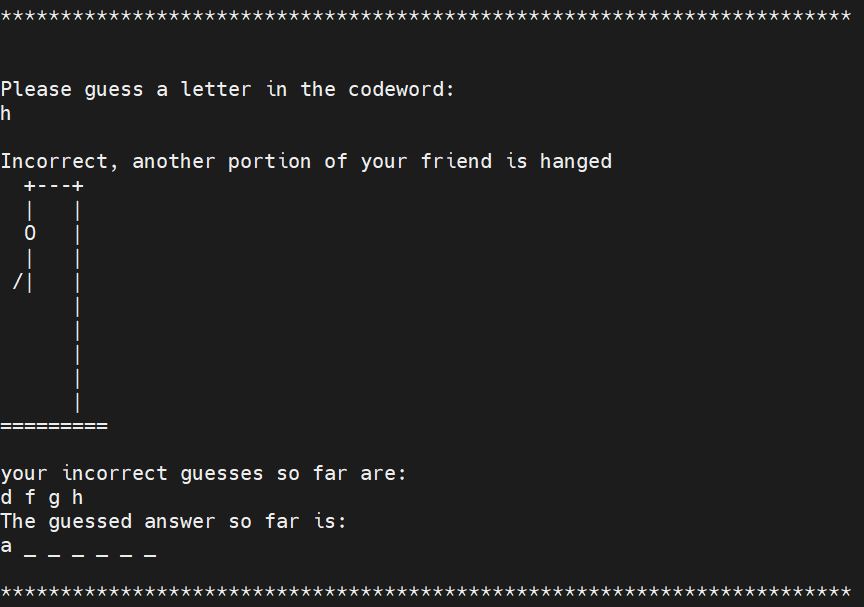 ***********************************************************************
Please guess a letter in the codeword:
h
Incorrect, another portion of your friend is hanged
  +---+
  |   |
  O   |
  |   |
 /|   |
      |
      |
      |
      |
      |
=========
your incorrect guesses so far are:
d f g h
The guessed answer so far is:
a _ _ _ _ _ _
***********************************************************************